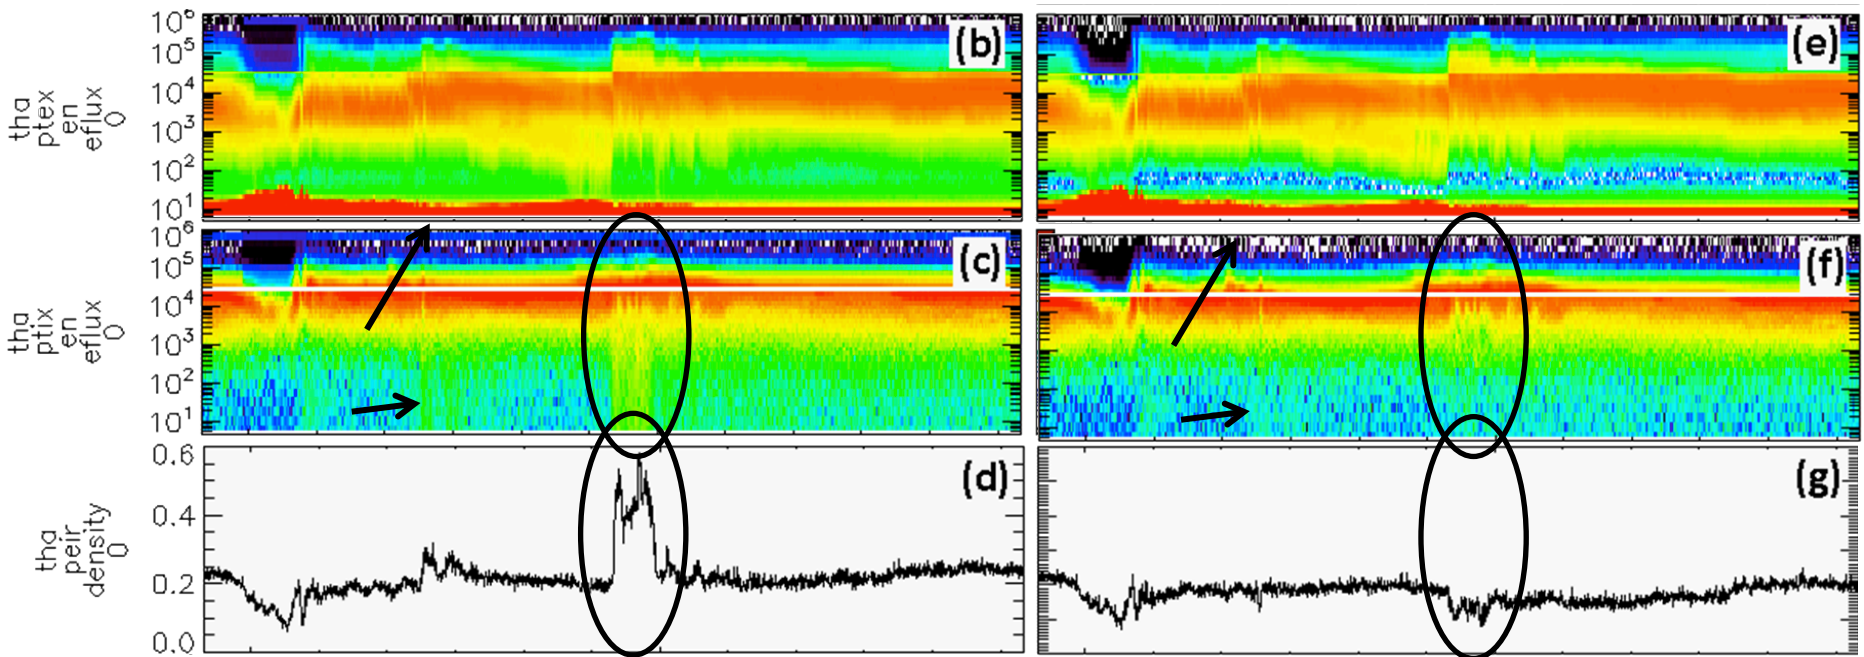 tha
ptex
en
eflux
0
10⁶
10⁵
10⁴
10³
10²
10¹
(b)
(e)
tha
ptix
en
eflux
0
10⁶
10⁵
10⁴
10³
10²
10¹
(c)
(f)
tha
peir
density
0
0.6
0.4
0.2
0.0
(d)
(g)